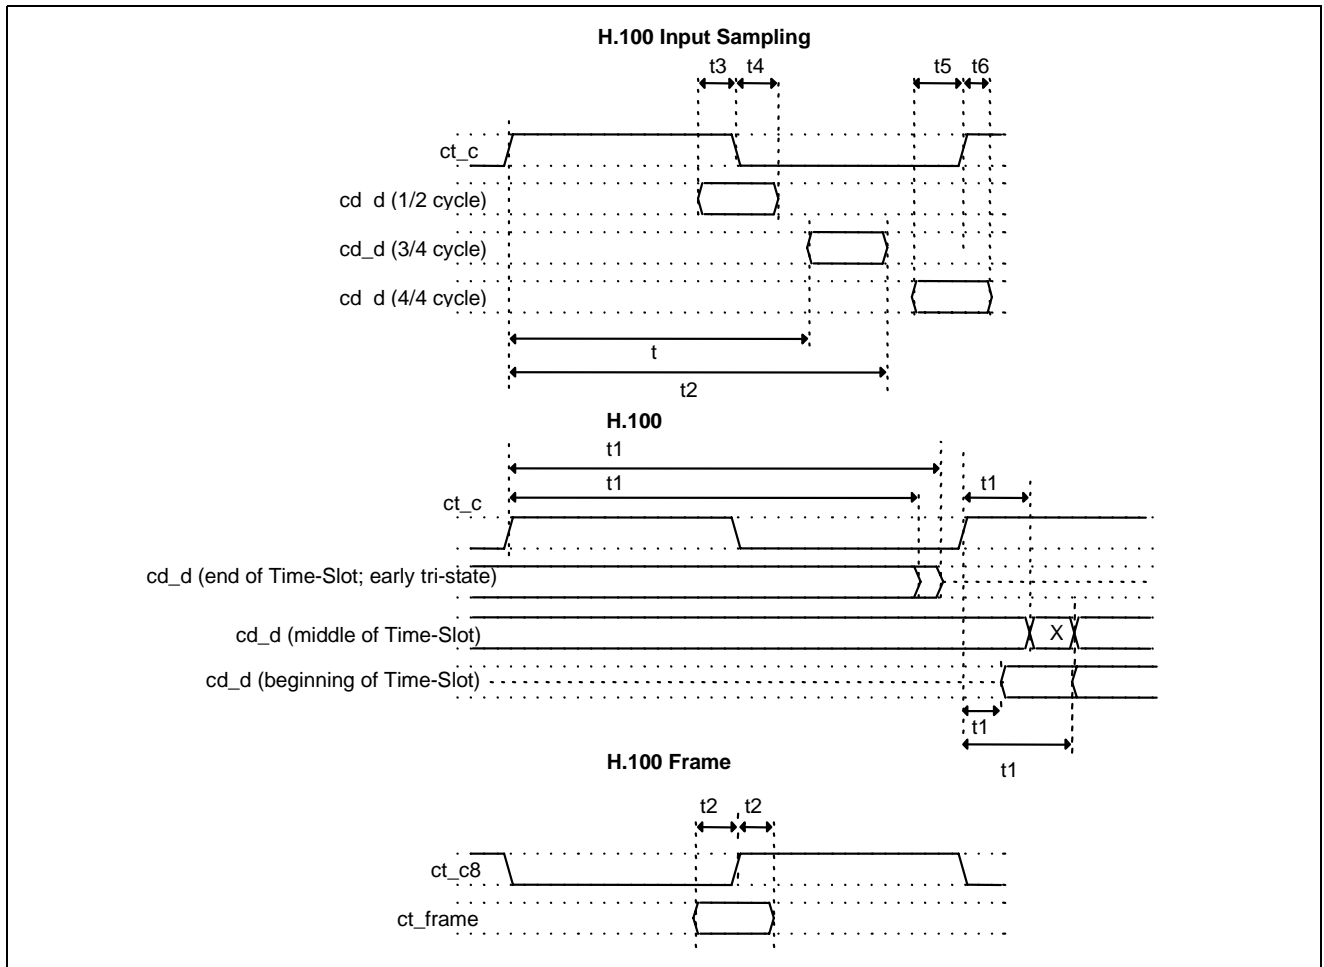 H.100 Input Sampling
t3 t4 t5 t6
ct_c
cd d (1/2 cycle)
cd_d (3/4 cycle)
cd d (4/4 cycle)
t
t2
H.100
t1
t1 t1
ct_c
cd_d (end of Time-Slot; early tri-state)
cd_d (middle of Time-Slot) X
cd_d (beginning of Time-Slot)
t1
t1
H.100 Frame
t2 t2
ct_c8
ct_frame